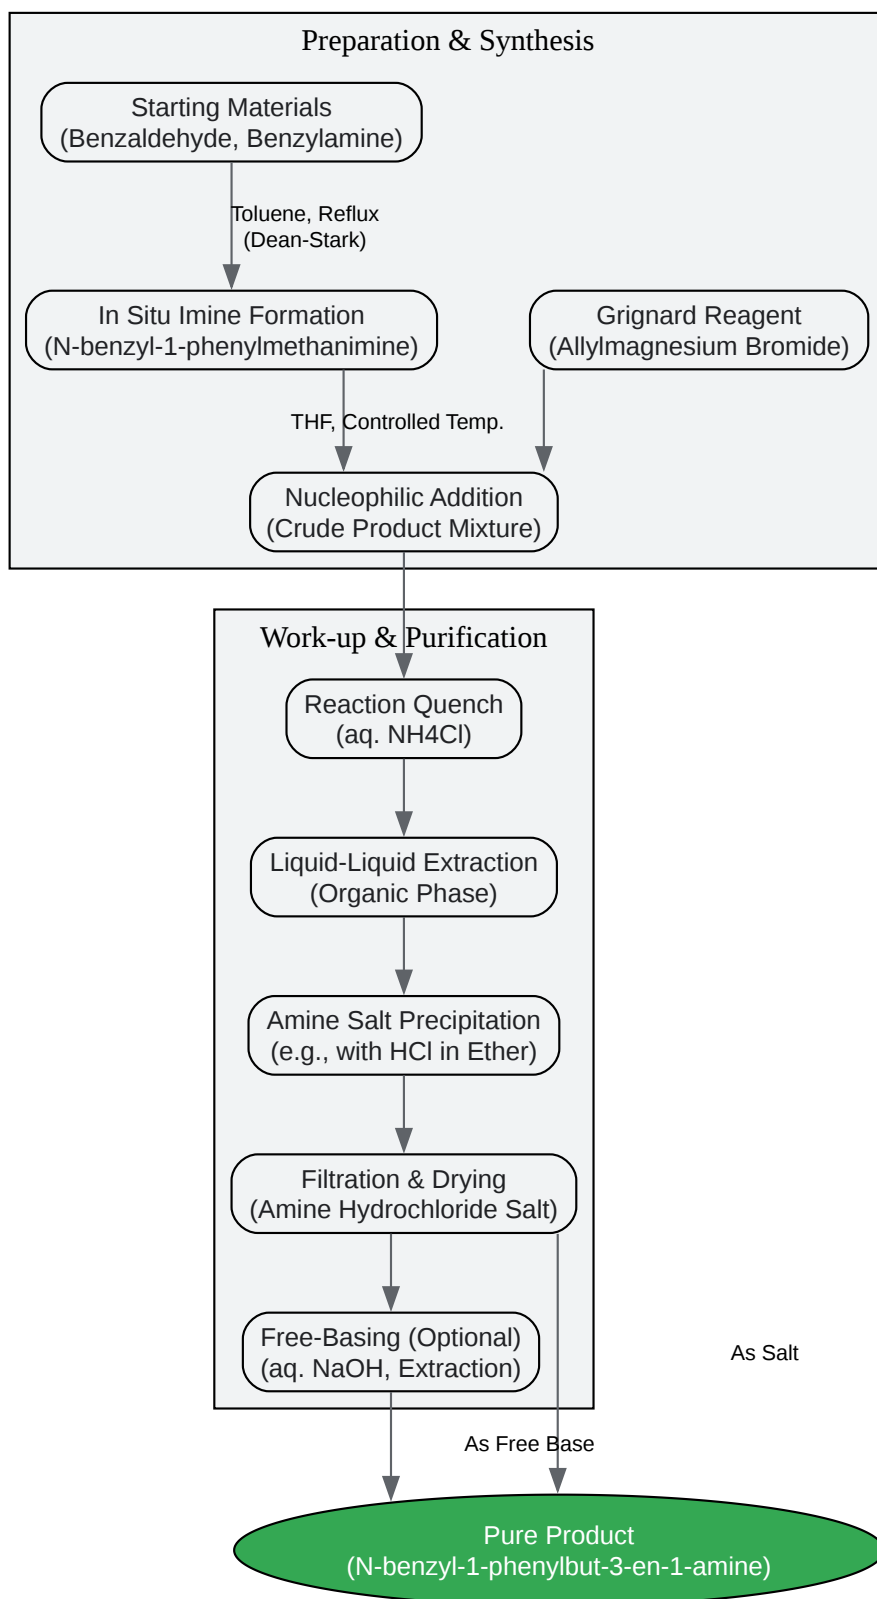 Preparation & Synthesis
Starting Materials
(Benzaldehyde, Benzylamine)
Toluene, Reflux
(Dean-Stark)
In Situ Imine Formation
(N-benzyl-1-phenylmethanimine)
Grignard Reagent
(Allylmagnesium Bromide)
THF, Controlled Temp.
Nucleophilic Addition
(Crude Product Mixture)
Work-up & Purification
Reaction Quench
(aq. NH4Cl)
Liquid-Liquid Extraction
(Organic Phase)
Amine Salt Precipitation
(e.g., with HCl in Ether)
Filtration & Drying
(Amine Hydrochloride Salt)
Free-Basing (Optional)
(aq. NaOH, Extraction)
As Salt
As Free Base
Pure Product
(N-benzyl-1-phenylbut-3-en-1-amine)